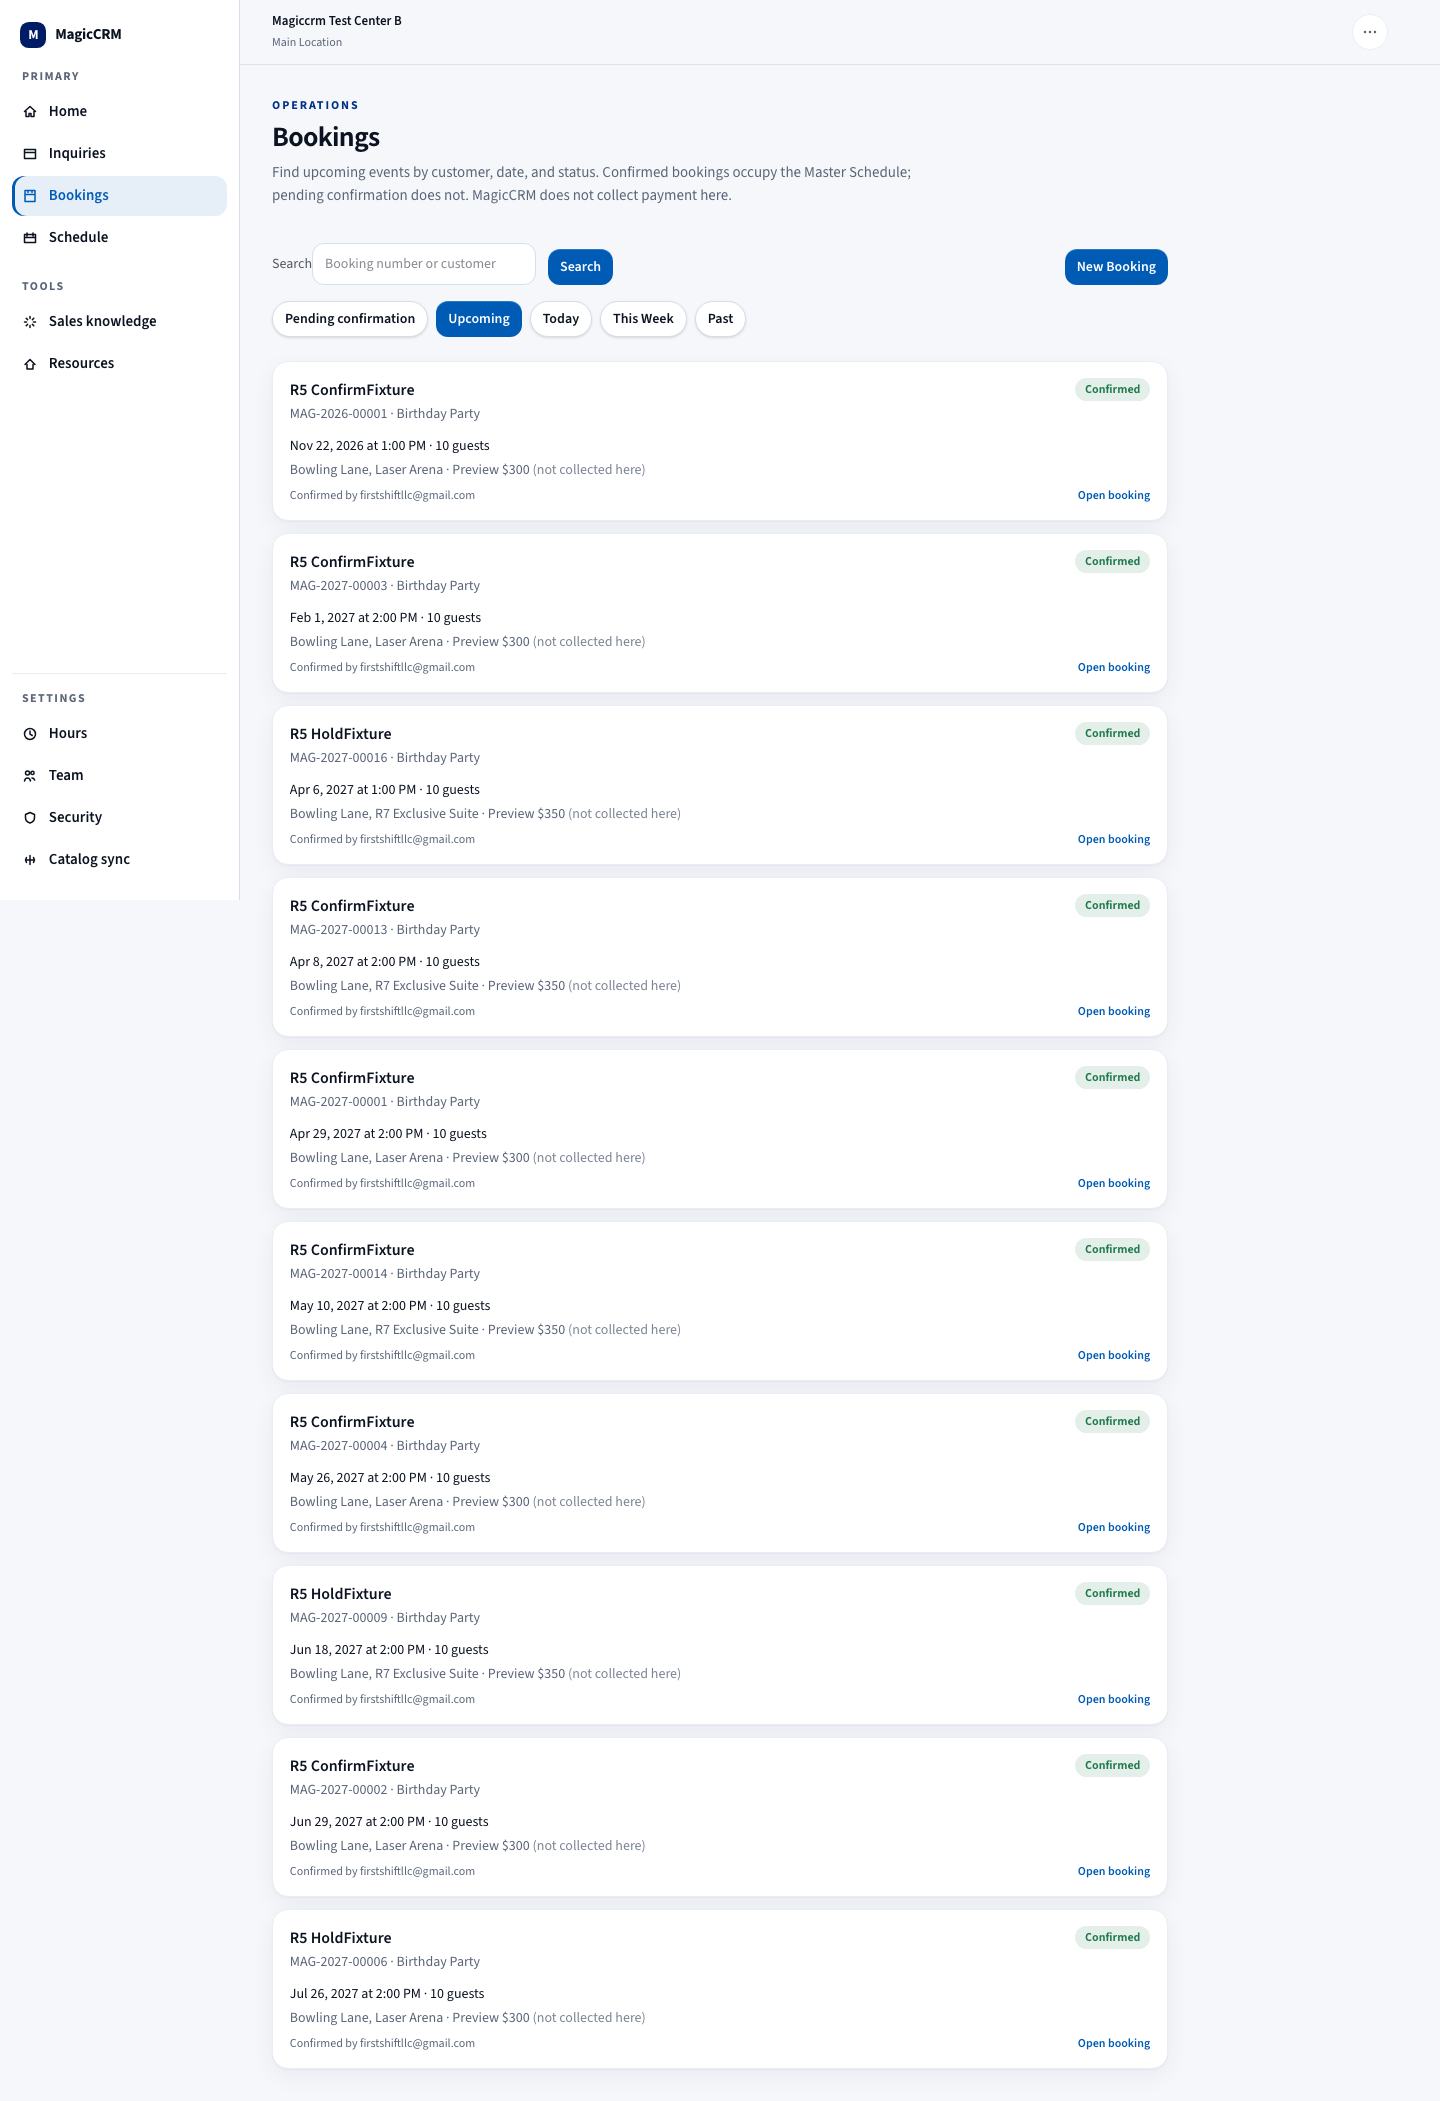 M MagicCRM
PRIMARY
Home
Inquiries
Bookings
Schedule
TOOLS
Sales knowledge
Resources
SETTINGS
Hours
Team
Security
Catalog sync
Magiccrm Test Center B
Main Location
OPERATIONS
Bookings
Find upcoming events by customer, date, and status. Confirmed bookings occupy the Master Schedule;
pending confirmation does not. MagicCRM does not collect payment here.
Search Booking number or customer Search New Booking
Pending confirmation Upcoming Today This Week Past
R5 ConfirmFixture Confirmed
MAG-2026-00001 · Birthday Party
Nov 22, 2026 at 1:00 PM · 10 guests
Bowling Lane, Laser Arena · Preview $300 (not collected here)
Confirmed by firstshiftllc@gmail.com Open booking
R5 ConfirmFixture Confirmed
MAG-2027-00003 · Birthday Party
Feb 1, 2027 at 2:00 PM · 10 guests
Bowling Lane, Laser Arena · Preview $300 (not collected here)
Confirmed by firstshiftllc@gmail.com Open booking
R5 HoldFixture Confirmed
MAG-2027-00016 · Birthday Party
Apr 6, 2027 at 1:00 PM · 10 guests
Bowling Lane, R7 Exclusive Suite · Preview $350 (not collected here)
Confirmed by firstshiftllc@gmail.com Open booking
R5 ConfirmFixture Confirmed
MAG-2027-00013 · Birthday Party
Apr 8, 2027 at 2:00 PM · 10 guests
Bowling Lane, R7 Exclusive Suite · Preview $350 (not collected here)
Confirmed by firstshiftllc@gmail.com Open booking
R5 ConfirmFixture Confirmed
MAG-2027-00001 · Birthday Party
Apr 29, 2027 at 2:00 PM · 10 guests
Bowling Lane, Laser Arena · Preview $300 (not collected here)
Confirmed by firstshiftllc@gmail.com Open booking
R5 ConfirmFixture Confirmed
MAG-2027-00014 · Birthday Party
May 10, 2027 at 2:00 PM · 10 guests
Bowling Lane, R7 Exclusive Suite · Preview $350 (not collected here)
Confirmed by firstshiftllc@gmail.com Open booking
R5 ConfirmFixture Confirmed
MAG-2027-00004 · Birthday Party
May 26, 2027 at 2:00 PM · 10 guests
Bowling Lane, Laser Arena · Preview $300 (not collected here)
Confirmed by firstshiftllc@gmail.com Open booking
R5 HoldFixture Confirmed
MAG-2027-00009 · Birthday Party
Jun 18, 2027 at 2:00 PM · 10 guests
Bowling Lane, R7 Exclusive Suite · Preview $350 (not collected here)
Confirmed by firstshiftllc@gmail.com Open booking
R5 ConfirmFixture Confirmed
MAG-2027-00002 · Birthday Party
Jun 29, 2027 at 2:00 PM · 10 guests
Bowling Lane, Laser Arena · Preview $300 (not collected here)
Confirmed by firstshiftllc@gmail.com Open booking
R5 HoldFixture Confirmed
MAG-2027-00006 · Birthday Party
Jul 26, 2027 at 2:00 PM · 10 guests
Bowling Lane, Laser Arena · Preview $300 (not collected here)
Confirmed by firstshiftllc@gmail.com Open booking